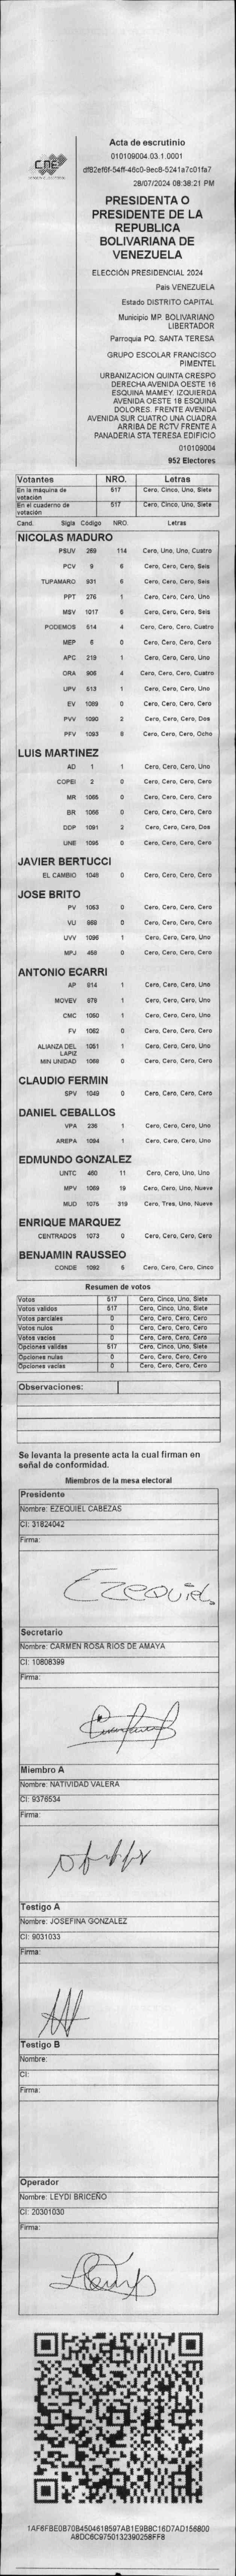 CNE
Acta de escrutinio
010109004.03.1.0001
df82ef6f-54ff-46c0-9ec8-5241a7c01fa7
28/07/2024 08:38:21 PM
PRESIDENTA O
PRESIDENTE DE LA
REPUBLICA
BOLIVARIANA DE
VENEZUELA
ELECCIÓN PRESIDENCIAL 2024
País VENEZUELA
Estado DISTRITO CAPITAL
Municipio MP. BOLIVARIANO
LIBERTADOR
Parroquia PQ. SANTA TERESA
GRUPO ESCOLAR FRANCISCO
PIMENTEL
URBANIZACION QUINTA CRESPO
DERECHA AVENIDA OESTE 16
ESQUINA MAMEY. IZQUIERDA
AVENIDA OESTE 18 ESQUINA
DOLORES. FRENTE AVENIDA
AVENIDA SUR CUATRO UNA CUADRA
ARRIBA DE RCTV FRENTE A
PANADERIA STA TERESA EDIFICIO
010109004
952 Electores
Votantes NRO. Letras
En la máquina de votación 517 Cero, Cinco, Uno, Siete
En el cuaderno de votación 517 Cero, Cinco, Uno, Siete
Cand. Sigla Código NRO. Letras
NICOLAS MADURO
PSUV 269 114 Cero, Uno, Uno, Cuatro
PCV 9 6 Cero, Cero, Cero, Seis
TUPAMARO 931 6 Cero, Cero, Cero, Seis
PPT 276 1 Cero, Cero, Cero, Uno
MSV 1017 6 Cero, Cero, Cero, Seis
PODEMOS 514 4 Cero, Cero, Cero, Cuatro
MEP 6 0 Cero, Cero, Cero, Cero
APC 219 1 Cero, Cero, Cero, Uno
ORA 906 4 Cero, Cero, Cero, Cuatro
UPV 513 1 Cero, Cero, Cero, Uno
EV 1089 0 Cero, Cero, Cero, Cero
PVV 1090 2 Cero, Cero, Cero, Dos
PFV 1093 8 Cero, Cero, Cero, Ocho
LUIS MARTINEZ
AD 1 1 Cero, Cero, Cero, Uno
COPEI 2 0 Cero, Cero, Cero, Cero
MR 1065 0 Cero, Cero, Cero, Cero
BR 1066 0 Cero, Cero, Cero, Cero
DDP 1091 2 Cero, Cero, Cero, Dos
UNE 1095 0 Cero, Cero, Cero, Cero
JAVIER BERTUCCI
EL CAMBIO 1048 0 Cero, Cero, Cero, Cero
JOSE BRITO
PV 1053 0 Cero, Cero, Cero, Cero
VU 969 0 Cero, Cero, Cero, Cero
UVV 1096 1 Cero, Cero, Cero, Uno
MPJ 458 0 Cero, Cero, Cero, Cero
ANTONIO ECARRI
AP 914 1 Cero, Cero, Cero, Uno
MOVEV 979 1 Cero, Cero, Cero, Uno
CMC 1050 1 Cero, Cero, Cero, Uno
FV 1062 0 Cero, Cero, Cero, Cero
ALIANZA DEL LAPIZ 1051 1 Cero, Cero, Cero, Uno
MIN UNIDAD 1068 0 Cero, Cero, Cero, Cero
CLAUDIO FERMIN
SPV 1049 0 Cero, Cero, Cero, Cero
DANIEL CEBALLOS
VPA 236 1 Cero, Cero, Cero, Uno
AREPA 1094 1 Cero, Cero, Cero, Uno
EDMUNDO GONZALEZ
UNTC 460 11 Cero, Cero, Uno, Uno
MPV 1069 19 Cero, Cero, Uno, Nueve
MUD 1075 319 Cero, Tres, Uno, Nueve
ENRIQUE MARQUEZ
CENTRADOS 1073 0 Cero, Cero, Cero, Cero
BENJAMIN RAUSSEO
CONDE 1092 5 Cero, Cero, Cero, Cinco
Resumen de votos
Votos 517 Cero, Cinco, Uno, Siete
Votos validos 517 Cero, Cinco, Uno, Siete
Votos parciales 0 Cero, Cero, Cero, Cero
Votos nulos 0 Cero, Cero, Cero, Cero
Votos vacios 0 Cero, Cero, Cero, Cero
Opciones validas 517 Cero, Cinco, Uno, Siete
Opciones nulas 0 Cero, Cero, Cero, Cero
Opciones vacias 0 Cero, Cero, Cero, Cero
Observaciones:
Se levanta la presente acta la cual firman en
señal de conformidad.
Miembros de la mesa electoral
Presidente
Nombre: EZEQUIEL CABEZAS
CI: 31824042
Firma:
Ezequiel
Secretario
Nombre: CARMEN ROSA RIOS DE AMAYA
CI: 10808399
Firma:
Miembro A
Nombre: NATIVIDAD VALERA
CI: 9376534
Firma:
Testigo A
Nombre: JOSEFINA GONZALEZ
CI: 9031033
Firma:
Testigo B
Nombre:
CI:
Firma:
Operador
Nombre: LEYDI BRICEÑO
CI: 20301030
Firma:
1AF6FBE0B70B4504618597AB1E9B8C16D7AD156800
A8DC6C9750132390258FF8